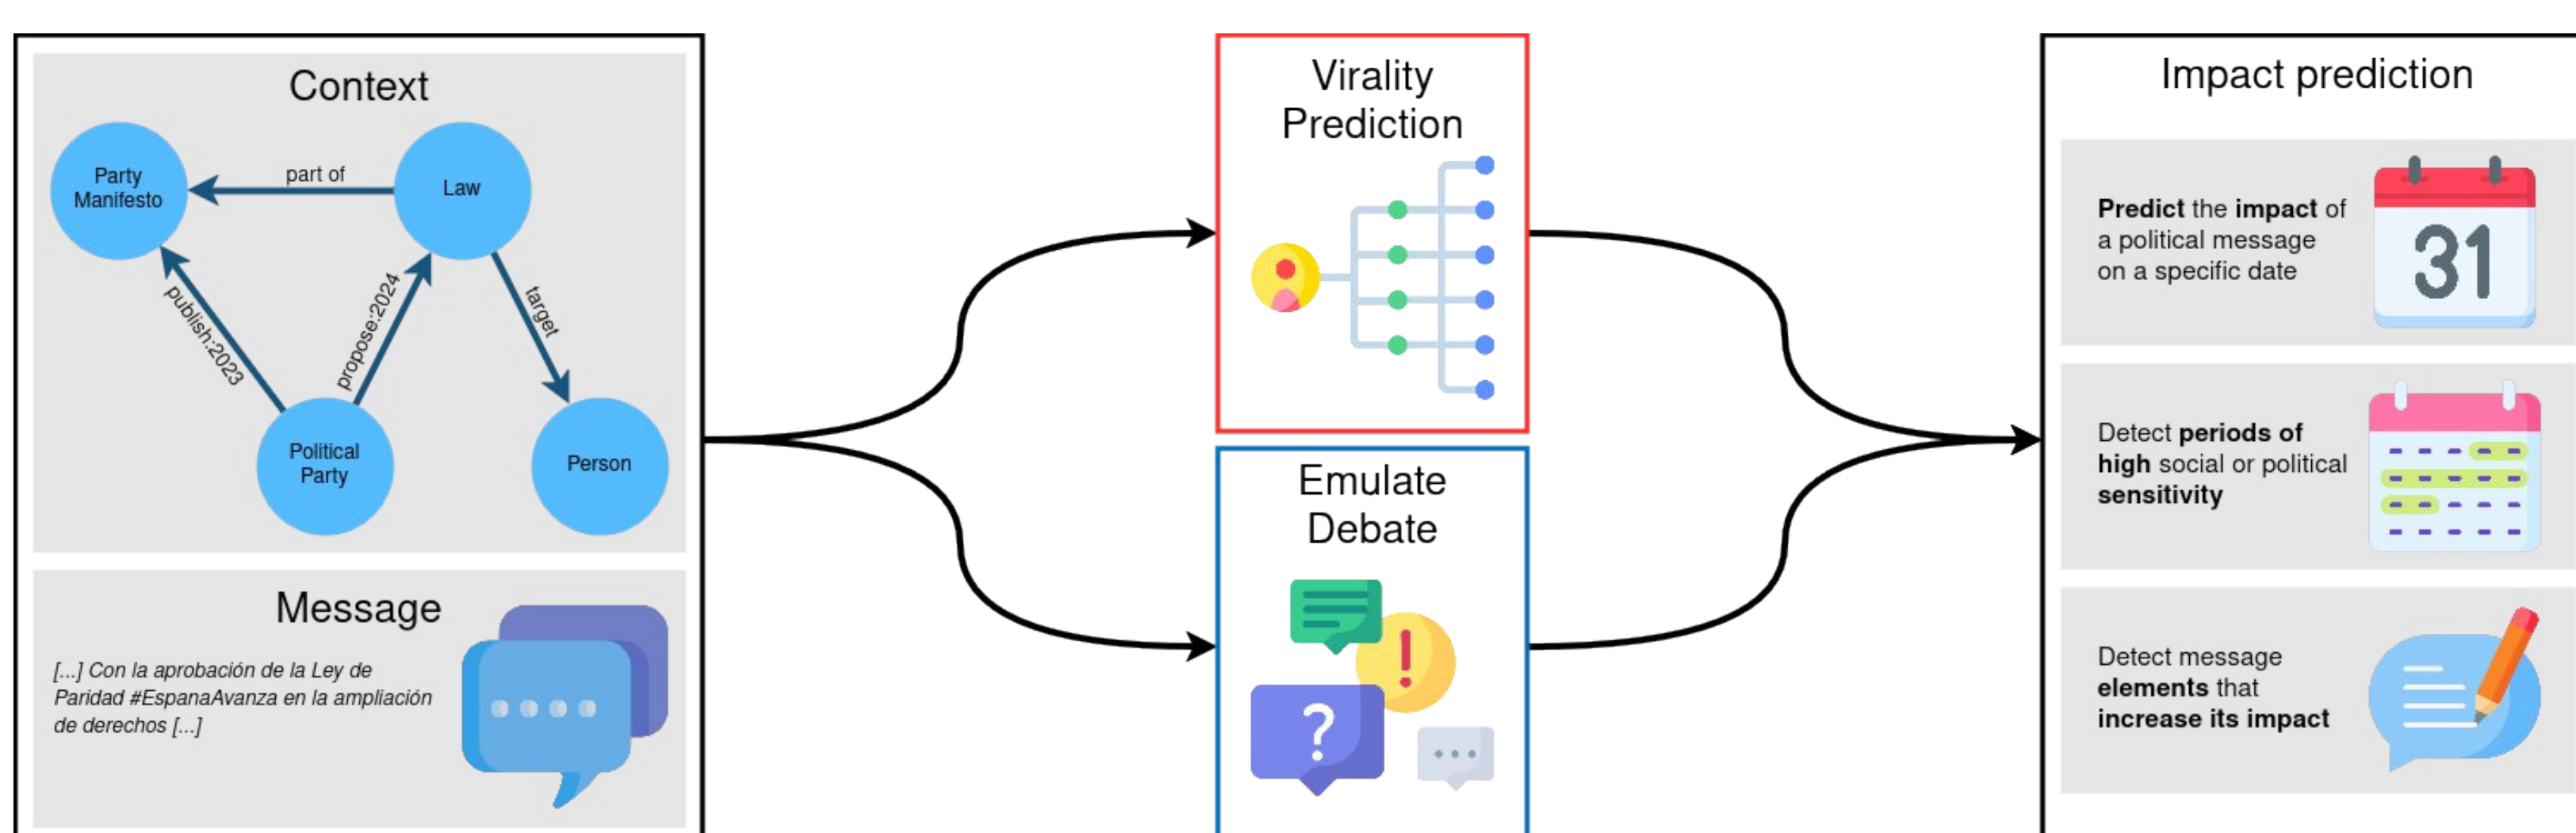 Context
Party
Manifesto
part of
Law
publish:2023
propose:2024
target
Political
Party
Person
Message
[...] Con la aprobación de la Ley de
Paridad #EspanaAvanza en la ampliación
de derechos [...]
Virality
Prediction
Emulate
Debate
!
?
Impact prediction
Predict the impact of
a political message
on a specific date
31
Detect periods of
high social or political
sensitivity
Detect message
elements that
increase its impact